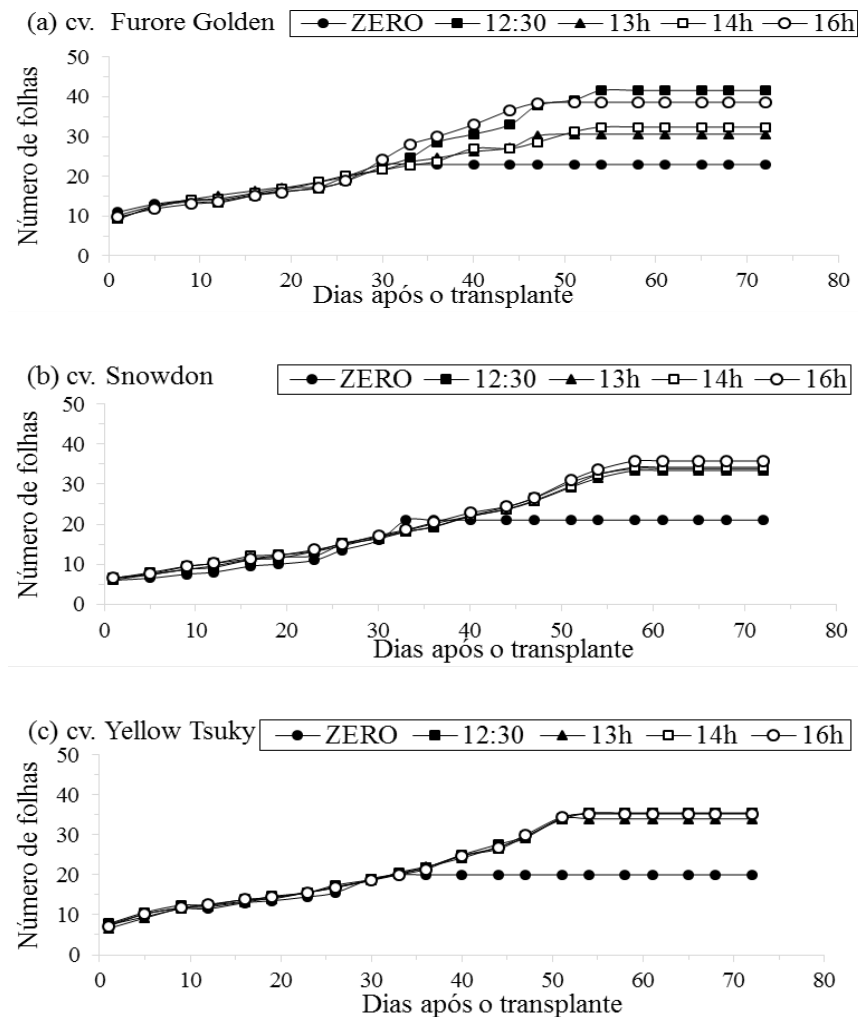 (a) cv. Furore Golden ZERO 12:30 13h 14h 16h
Número de folhas
50
40
30
20
10
0
0 10 20 30 40 50 60 70 80
Dias após o transplante
(b) cv. Snowdon ZERO 12:30 13h 14h 16h
Número de folhas
50
40
30
20
10
0
0 10 20 30 40 50 60 70 80
Dias após o transplante
(c) cv. Yellow Tsuky ZERO 12:30 13h 14h 16h
Número de folhas
50
40
30
20
10
0
0 10 20 30 40 50 60 70 80
Dias após o transplante